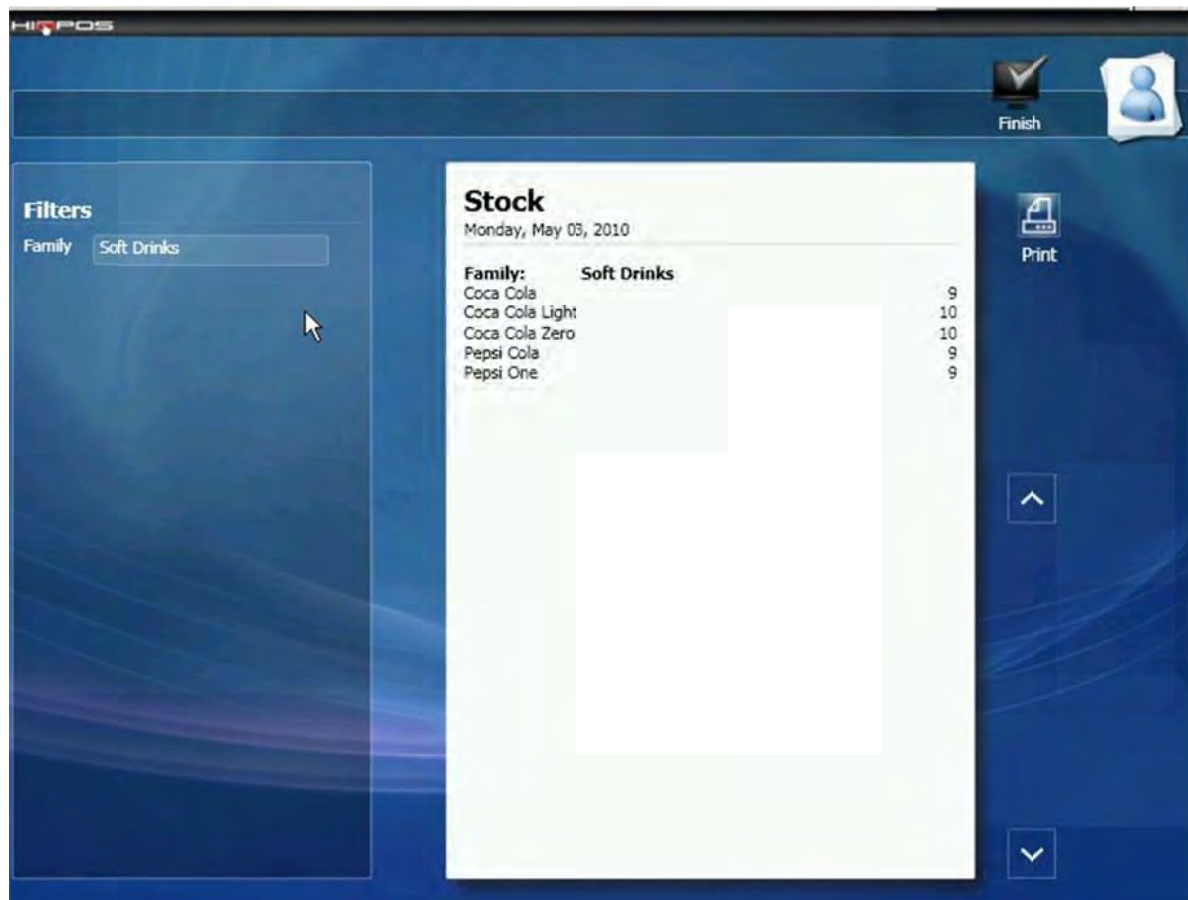 HIOPOS
Finish
Filters
Family Soft Drinks
Stock
Monday, May 03, 2010
Print
Family: Soft Drinks
Coca Cola 9
Coca Cola Light 10
Coca Cola Zero 10
Pepsi Cola 9
Pepsi One 9